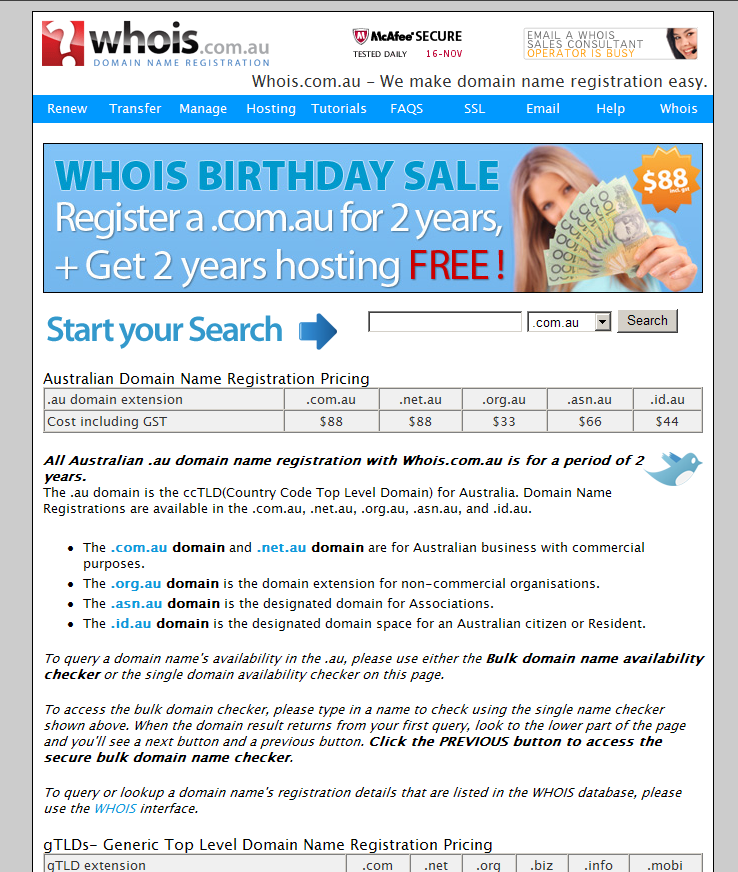 whois.com.au
DOMAIN NAME REGISTRATION
McAfee SECURE
TESTED DAILY 16-NOV
EMAIL A WHOIS
SALES CONSULTANT
OPERATOR IS BUSY
Whois.com.au - We make domain name registration easy.
Renew Transfer Manage Hosting Tutorials FAQS SSL Email Help Whois
WHOIS BIRTHDAY SALE
Register a .com.au for 2 years,
+ Get 2 years hosting FREE!
$88
incl. gst
Start your Search
.com.au Search
Australian Domain Name Registration Pricing
.au domain extension .com.au .net.au .org.au .asn.au .id.au
Cost including GST $88 $88 $33 $66 $44
All Australian .au domain name registration with Whois.com.au is for a period of 2
years.
The .au domain is the ccTLD(Country Code Top Level Domain) for Australia. Domain Name
Registrations are available in the .com.au, .net.au, .org.au, .asn.au, and .id.au.
• The .com.au domain and .net.au domain are for Australian business with commercial
purposes.
• The .org.au domain is the domain extension for non-commercial organisations.
• The .asn.au domain is the designated domain for Associations.
• The .id.au domain is the designated domain space for an Australian citizen or Resident.
To query a domain name's availability in the .au, please use either the Bulk domain name availability
checker or the single domain availability checker on this page.
To access the bulk domain checker, please type in a name to check using the single name checker
shown above. When the domain result returns from your first query, look to the lower part of the page
and you'll see a next button and a previous button. Click the PREVIOUS button to access the
secure bulk domain name checker.
To query or lookup a domain name's registration details that are listed in the WHOIS database, please
use the WHOIS interface.
gTLDs- Generic Top Level Domain Name Registration Pricing
gTLD extension .com .net .org .biz .info .mobi